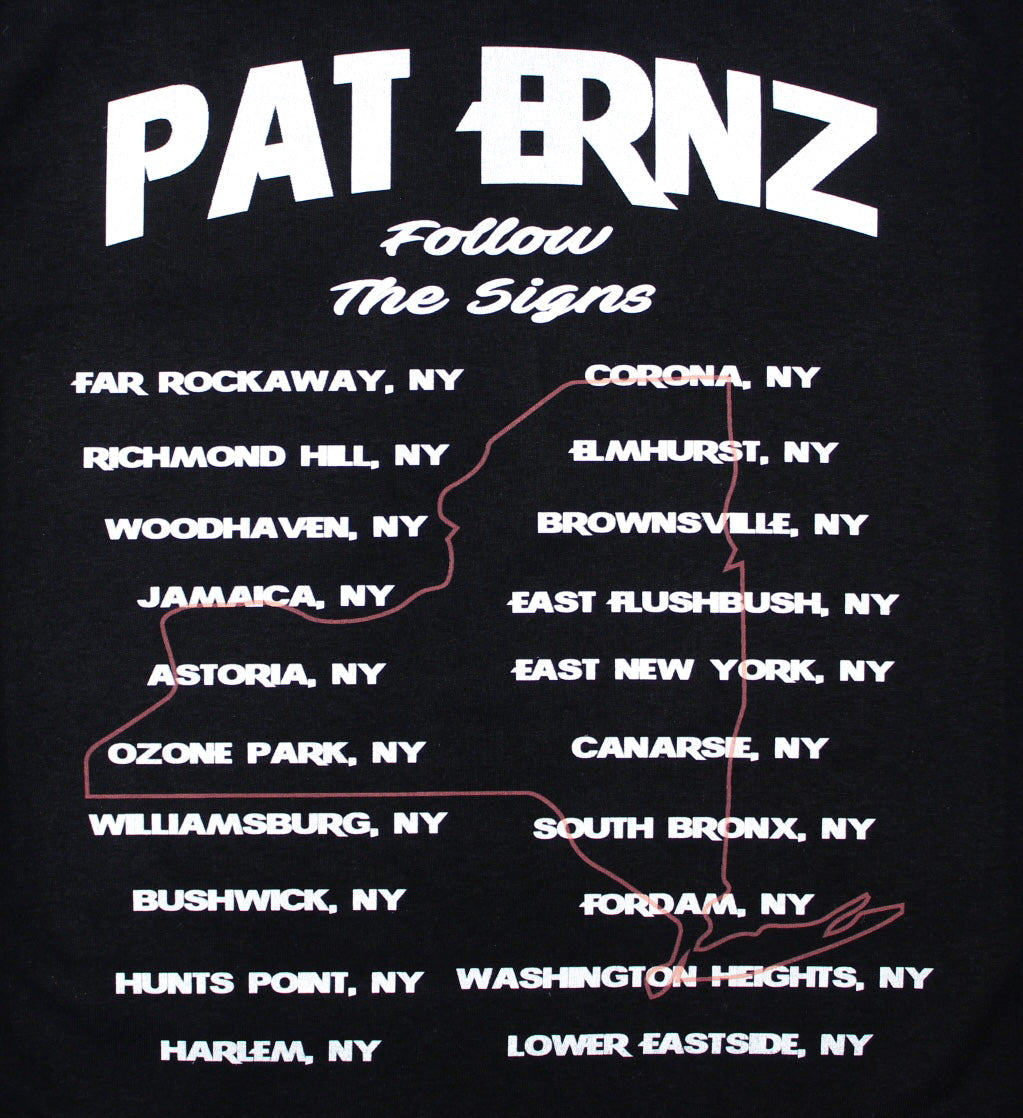 PAT ERNZ
Follow
The Signs
FAR ROCKAWAY, NY
RICHMOND HILL, NY
WOODHAVEN, NY
JAMAICA, NY
ASTORIA, NY
OZONE PARK, NY
WILLIAMSBURG, NY
BUSHWICK, NY
HUNTS POINT, NY
HARLEM, NY
CORONA, NY
ELMHURST, NY
BROWNSVILLE, NY
EAST FLUSHBUSH, NY
EAST NEW YORK, NY
CANARSIE, NY
SOUTH BRONX, NY
FORDAM, NY
WASHINGTON HEIGHTS, NY
LOWER EASTSIDE, NY